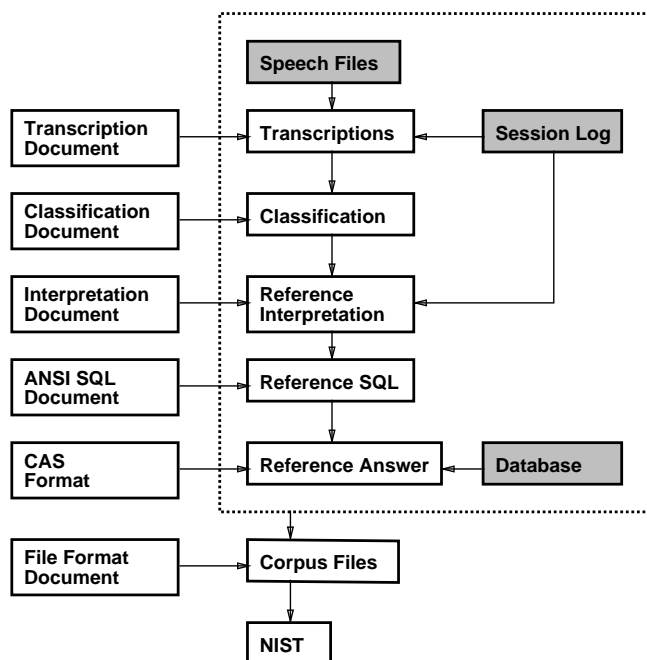 Speech Files
Transcription
Document
Transcriptions
Session Log
Classification
Document
Classification
Interpretation
Document
Reference
Interpretation
ANSI SQL
Document
Reference SQL
CAS
Format
Reference Answer
Database
File Format
Document
Corpus Files
NIST